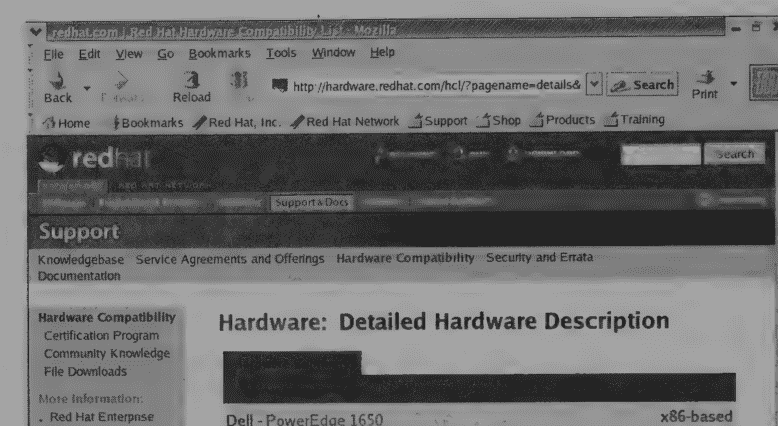 redhat.com | Red Hat Hardware Compatibility List - Mozilla
File Edit View Go Bookmarks Tools Window Help
Back Reload http://hardware.redhat.com/hcl/?pagename=details& Search Print
Home Bookmarks Red Hat, Inc. Red Hat Network Support Shop Products Training
redhat Search
RED HAT NETWORK
Support & Docs
Support
Knowledgebase Service Agreements and Offerings Hardware Compatibility Security and Errata
Documentation
Hardware Compatibility
Certification Program
Community Knowledge
File Downloads
More Information:
. Red Hat Enterprise
Hardware: Detailed Hardware Description
Dell - PowerEdge 1650 x86-based